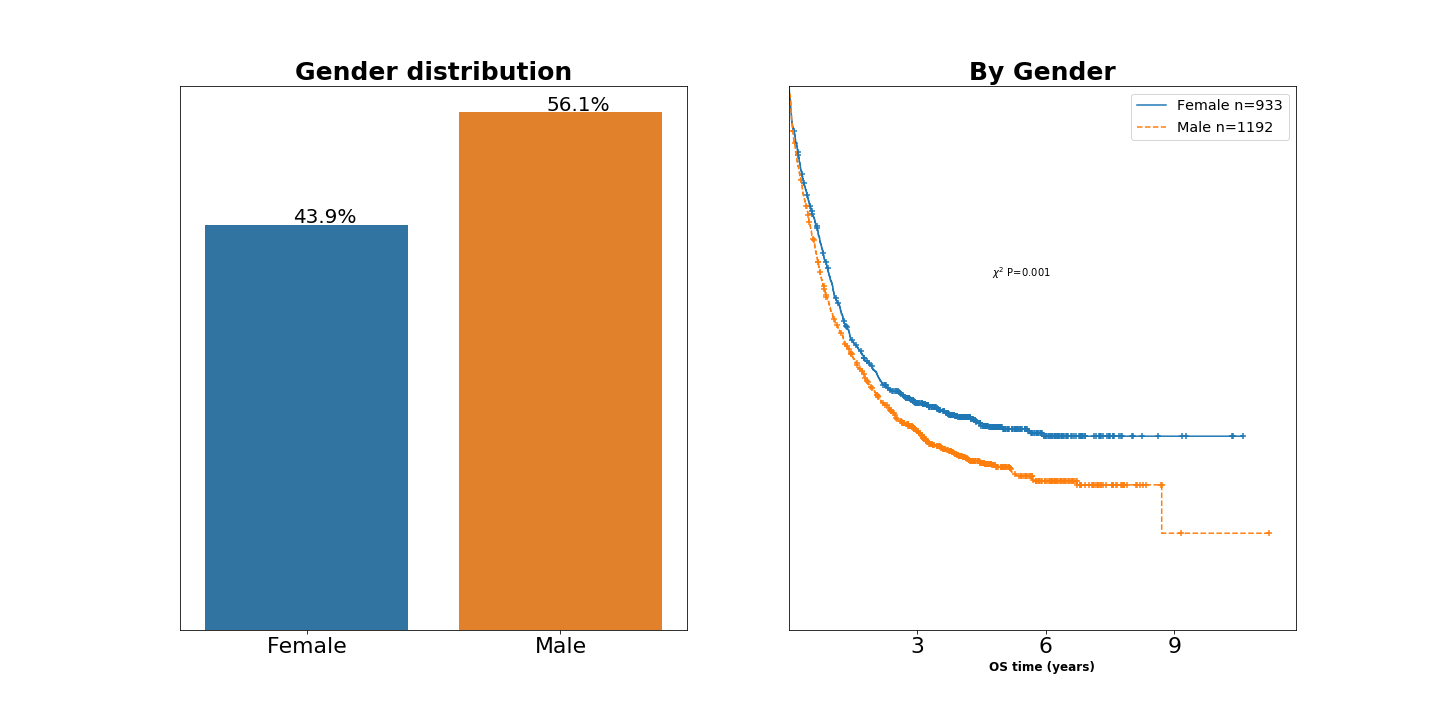 Gender distribution
43.9%
56.1%
Female
Male
By Gender
Female n=933
Male n=1192
χ² P=0.001
3
6
9
OS time (years)